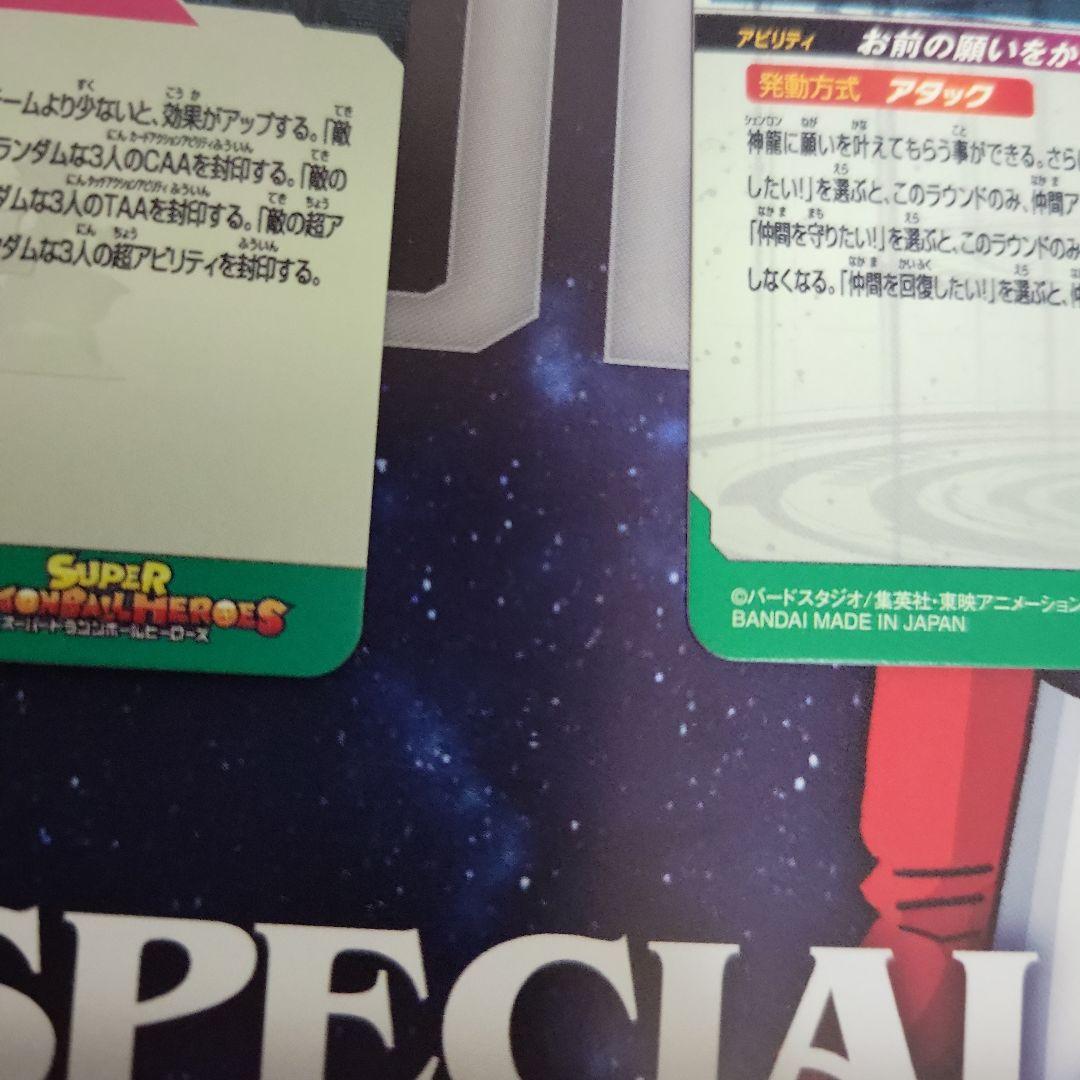 ームより少ないと、効果がアップする。「敵
ランダムな3人のCAAを封印する。「敵の
ダムな3人のTAAを封印する。「敵の超ア
ダムな3人の超アビリティを封印する。
SUPER
DRAGONBALL HEROES
スーパードラゴンボールヒーローズ
アビリティ お前の願いをか
発動方式 アタック
神龍に願いを叶えてもらう事ができる。さら
したい!」を選ぶと、このラウンドのみ、仲間ア
「仲間を守りたい!」を選ぶと、このラウンドのみ
しなくなる。「仲間を回復したい!」を選ぶと、
©バードスタジオ/集英社・東映アニメーション
BANDAI MADE IN JAPAN
SPECIAL